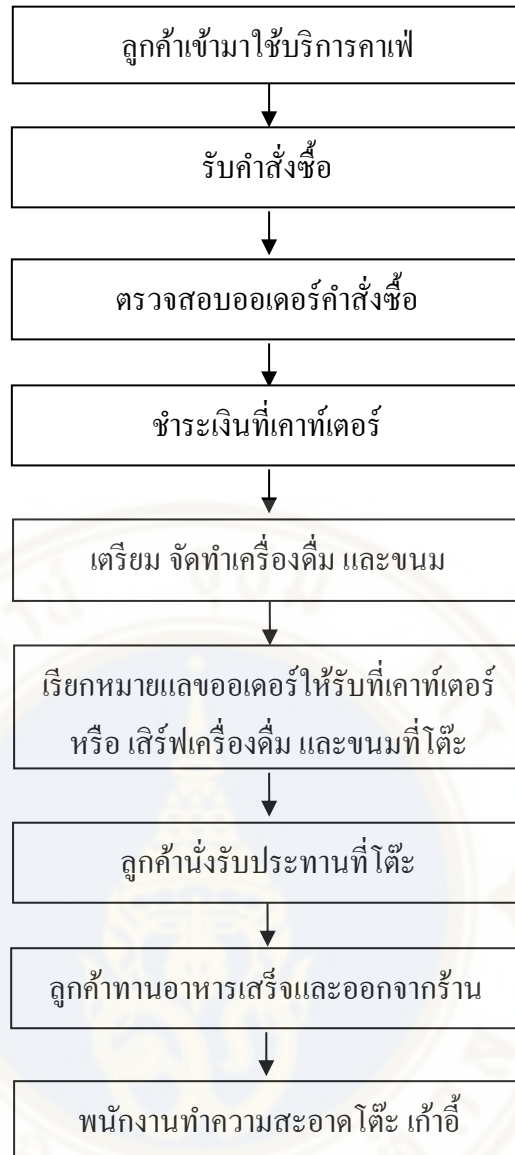 ลูกค้าเข้ามาใช้บริการคาเฟ่
รับคำสั่งซื้อ
ตรวจสอบออเดอร์คำสั่งซื้อ
ชำระเงินที่เคาท์เตอร์
เตรียม จัดทำเครื่องดื่ม และขนม
เรียกหมายแลขออเดอร์ให้รับที่เคาท์เตอร์
หรือ เสิร์ฟเครื่องดื่ม และขนมที่โต๊ะ
ลูกค้านั่งรับประทานที่โต๊ะ
ลูกค้าทานอาหารเสร็จและออกจากร้าน
พนักงานทำความสะอาดโต๊ะ เก้าอี้